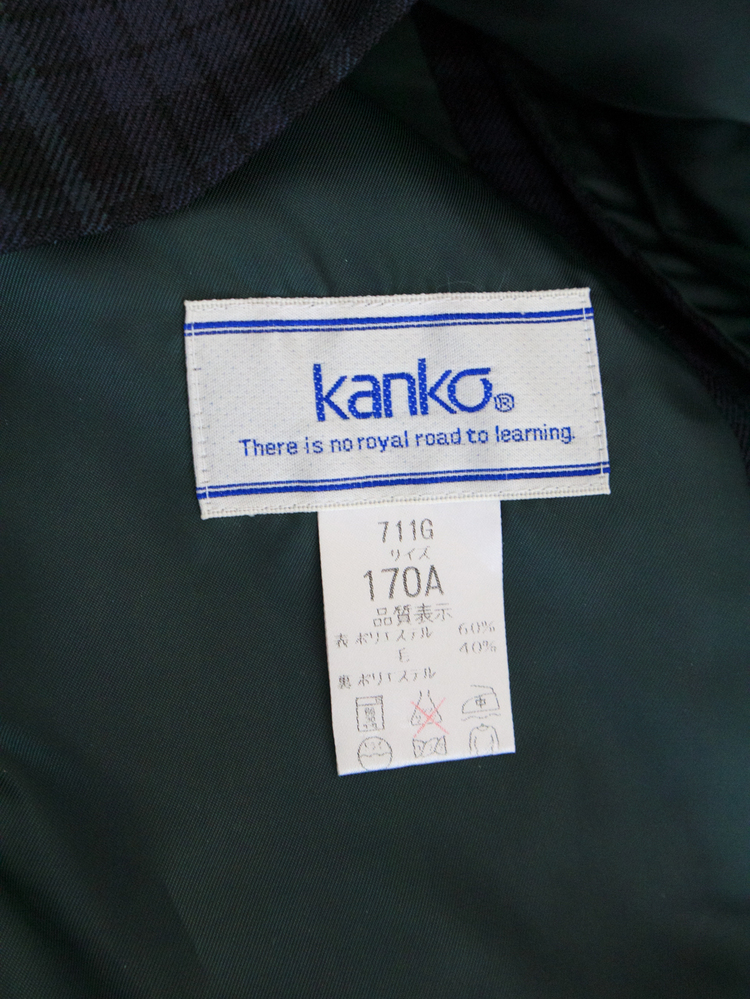 kanko®
There is no royal road to learning.
711G
サイズ
170A
品質表示
表 ポリエステル 60%
毛 40%
裏 ポリエステル
中